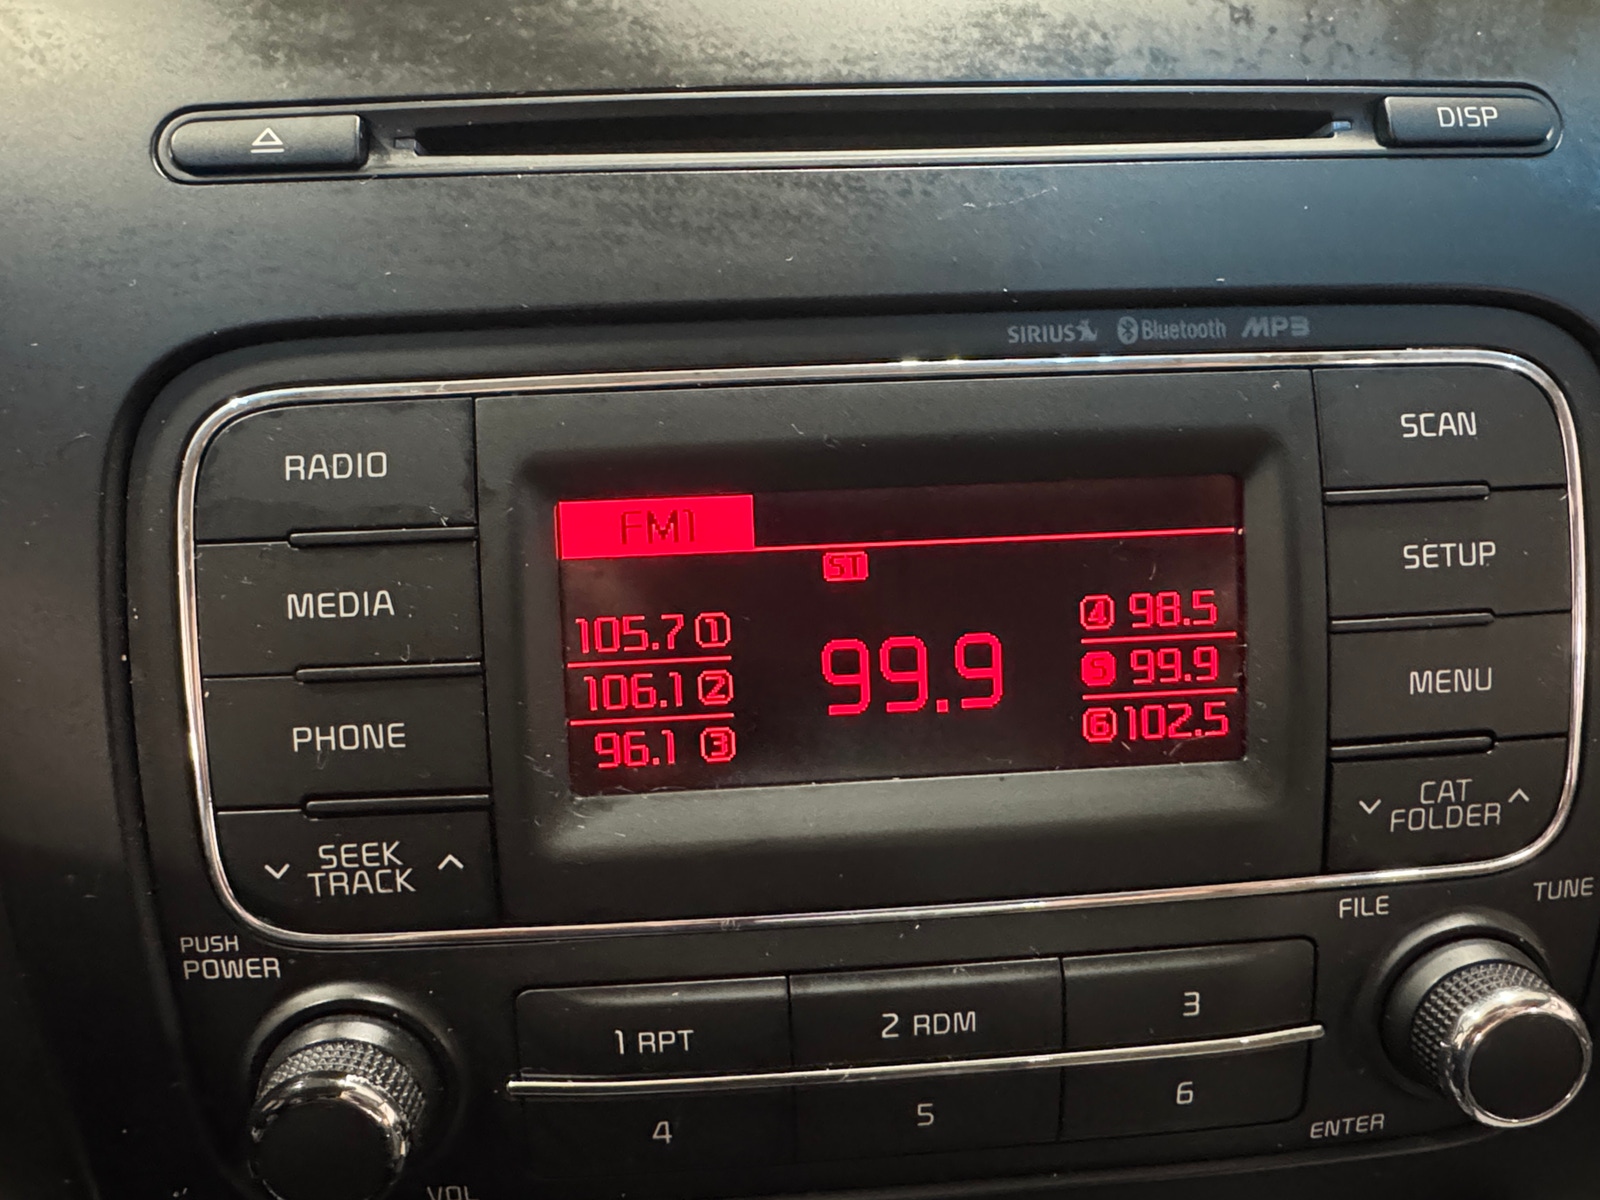 DISP
SIRIUS Bluetooth MP3
RADIO
MEDIA
PHONE
SEEK
TRACK
FM1
ST
105.7 1
106.1 2
96.1 3
99.9
4 98.5
5 99.9
6 102.5
SCAN
SETUP
MENU
CAT
FOLDER
PUSH
POWER
VOL
1 RPT
2 RDM
3
4
5
6
FILE
TUNE
ENTER